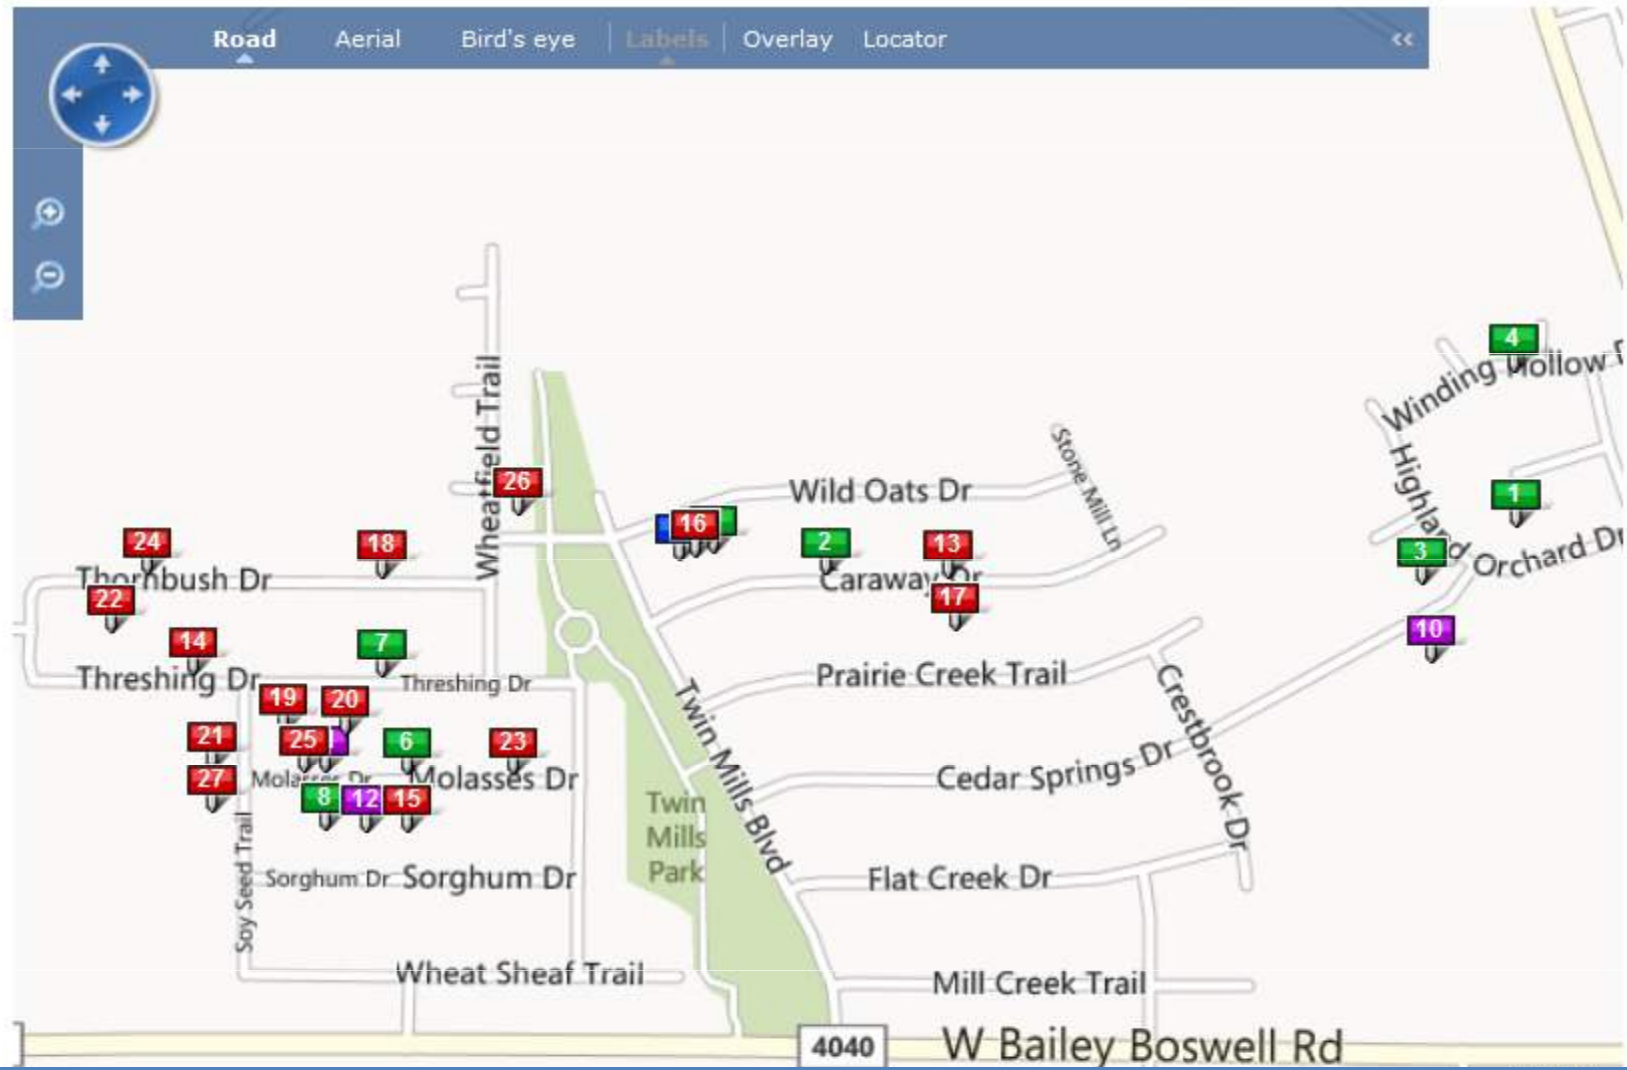 Road Aerial Bird's eye Labels Overlay Locator «
4
Winding Hollow
Wheatfield Trail
Highland
Stone Mill Ln
26
Wild Oats Dr
1
16
24
18
2
13
3
Orchard Dr
Thornbush Dr
Caraway Dr
22
17
14
7
10
Threshing Dr
Threshing Dr
Prairie Creek Trail
19
20
Crestbrook Dr
Twin Mills Blvd
21
25
6
23
27
Molasses Dr
Molasses Dr
Cedar Springs Dr
8
12
15
Twin
Mills
Park
Soy Seed Trail
Sorghum Dr
Sorghum Dr
Flat Creek Dr
Wheat Sheaf Trail
Mill Creek Trail
4040
W Bailey Boswell Rd